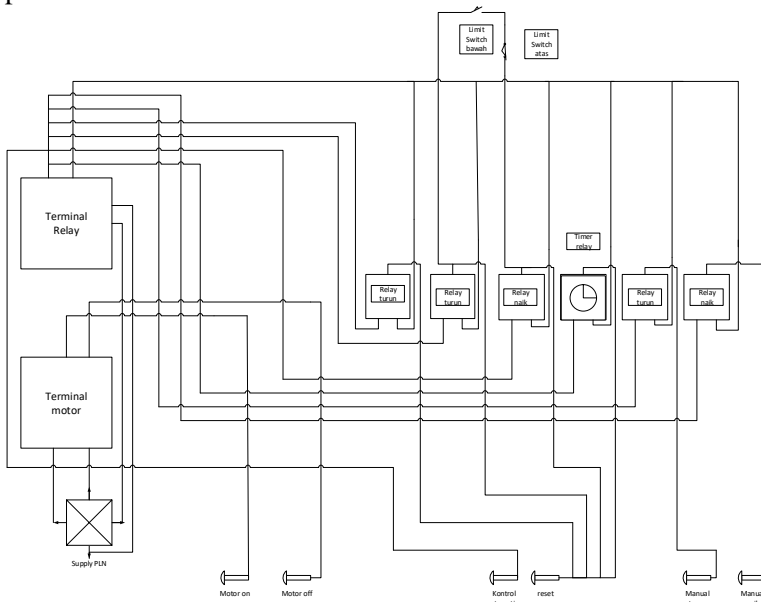 Limit
Switch
bawah
Limit
Switch
atas
Terminal
Relay
Timer
relay
Relay
turun
Relay
turun
Relay
naik
Relay
turun
Relay
naik
Terminal
motor
Supply PLN
Motor on
Motor off
Kontrol
reset
Manual